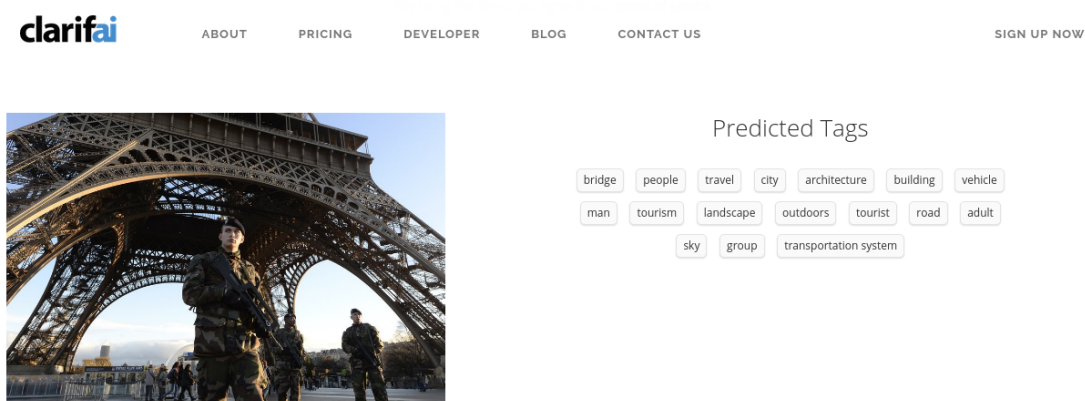 clarifai ABOUT PRICING DEVELOPER BLOG CONTACT US SIGN UP NOW
Predicted Tags
bridge people travel city architecture building vehicle
man tourism landscape outdoors tourist road adult
sky group transportation system